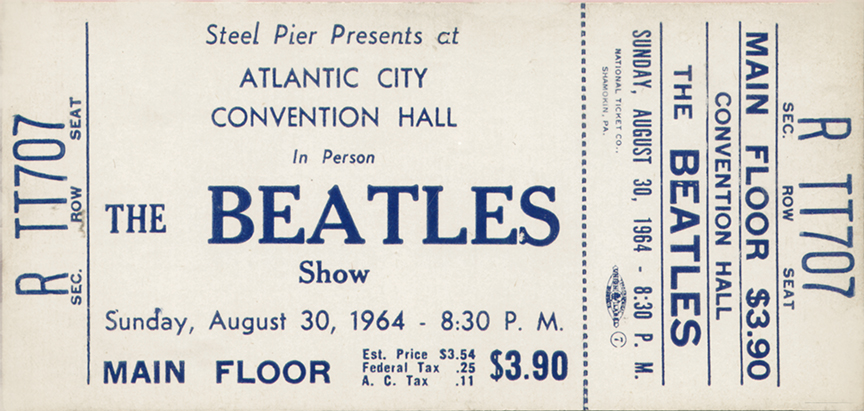 R TT707
SEC. ROW SEAT
Steel Pier Presents at
ATLANTIC CITY
CONVENTION HALL
In Person
THE BEATLES
Show
Sunday, August 30, 1964 - 8:30 P. M.
MAIN FLOOR
Est. Price $3.54
Federal Tax .25
A. C. Tax .11
$3.90
R TT707
SEC. ROW SEAT
MAIN FLOOR $3.90
CONVENTION HALL
THE BEATLES
SUNDAY, AUGUST 30, 1964 - 8:30 P. M.
NATIONAL TICKET CO.,
SHAMOKIN, PA.
7